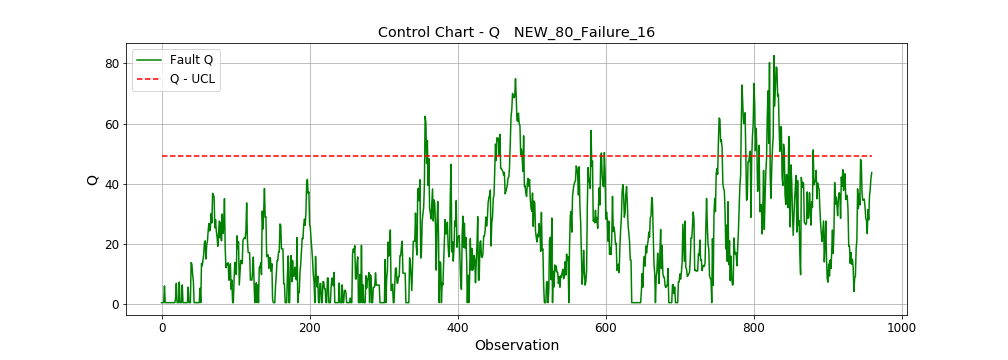 Control Chart - Q   NEW_80_Failure_16
Fault Q
Q - UCL
Q
80
60
40
20
0
0 200 400 600 800 1000
Observation